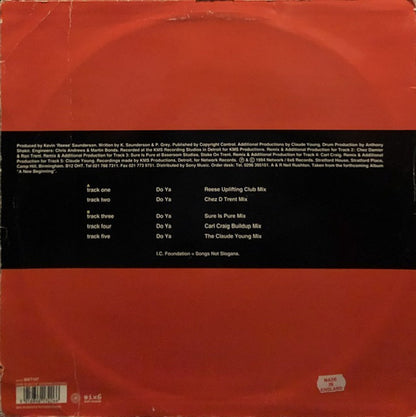 Produced by Kevin 'Reese' Saunderson. Written by K. Saunderson & P. Grey. Published by Copyright Control. Additional Productions by Claude Young, Drum Production by Anthony
Shakir. Engineers: Chris Andrews & Martin Bonds. Recorded at the KMS Recording Studios in Detroit for KMS Productions. Remix & Additional Production for Track 2: Chez Damier
& Ron Trent. Remix & Additional Production for Track 3: Sure Is Pure at Basoroom Studios, Stoke On Trent. Remix & Additional Production for Track 4: Carl Craig. Remix & Additional
Production for Track 5: Claude Young. Recordings made by KMS Productions, Detroit, for Network Records. Ⓟ & © 1994 Network / 6x6 Records. Stratford House, Stratford Place,
Camp Hill, Birmingham, B12 OHT. Tel 021 766 7211. Fax 021 773 8751. Distributed by Sony Music. Order desk: Tel. 0296 395151. A & R Neil Rushton. Taken from the forthcoming Album
"A New Beginning".
A
track one Do Ya Reese Uplifting Club Mix
track two Do Ya Chez D Trent Mix
B
track three Do Ya Sure Is Pure Mix
track four Do Ya Carl Craig Buildup Mix
track five Do Ya The Claude Young Mix
I.C. Foundation = Songs Not Slogans.
MADE
IN
ENGLAND